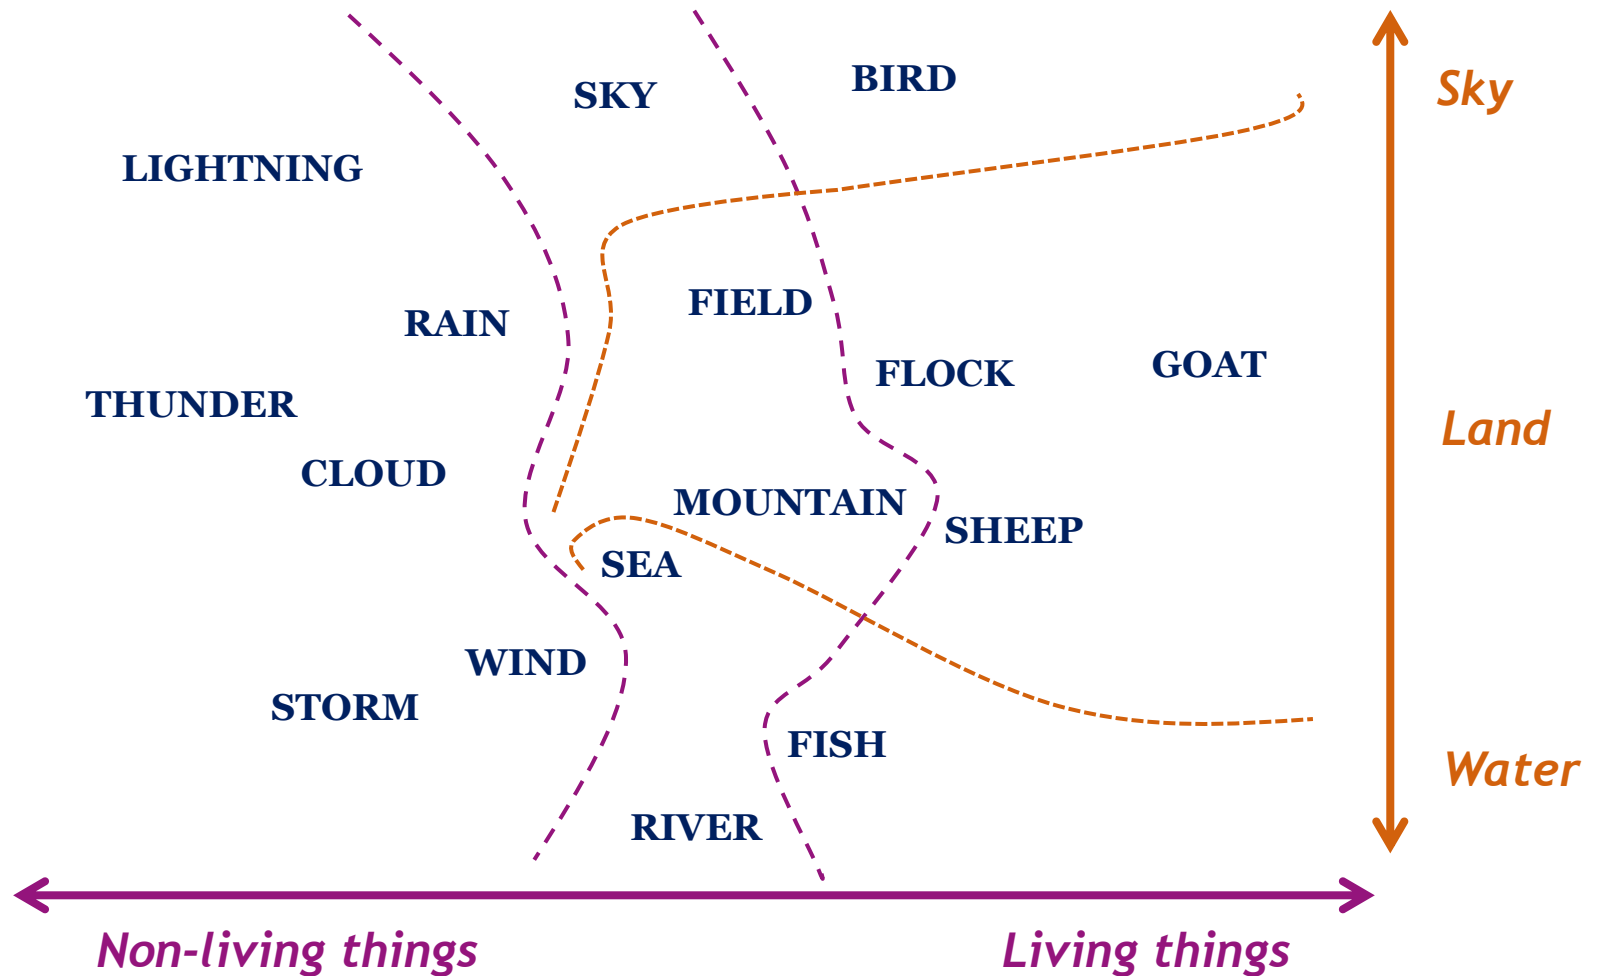 BIRD
Sky
SKY
LIGHTNING
FIELD
RAIN
GOAT
FLOCK
THUNDER
Land
CLOUD
MOUNTAIN
SHEEP
SEA
WIND
STORM
FISH
Water
RIVER
Non-living things
Living things